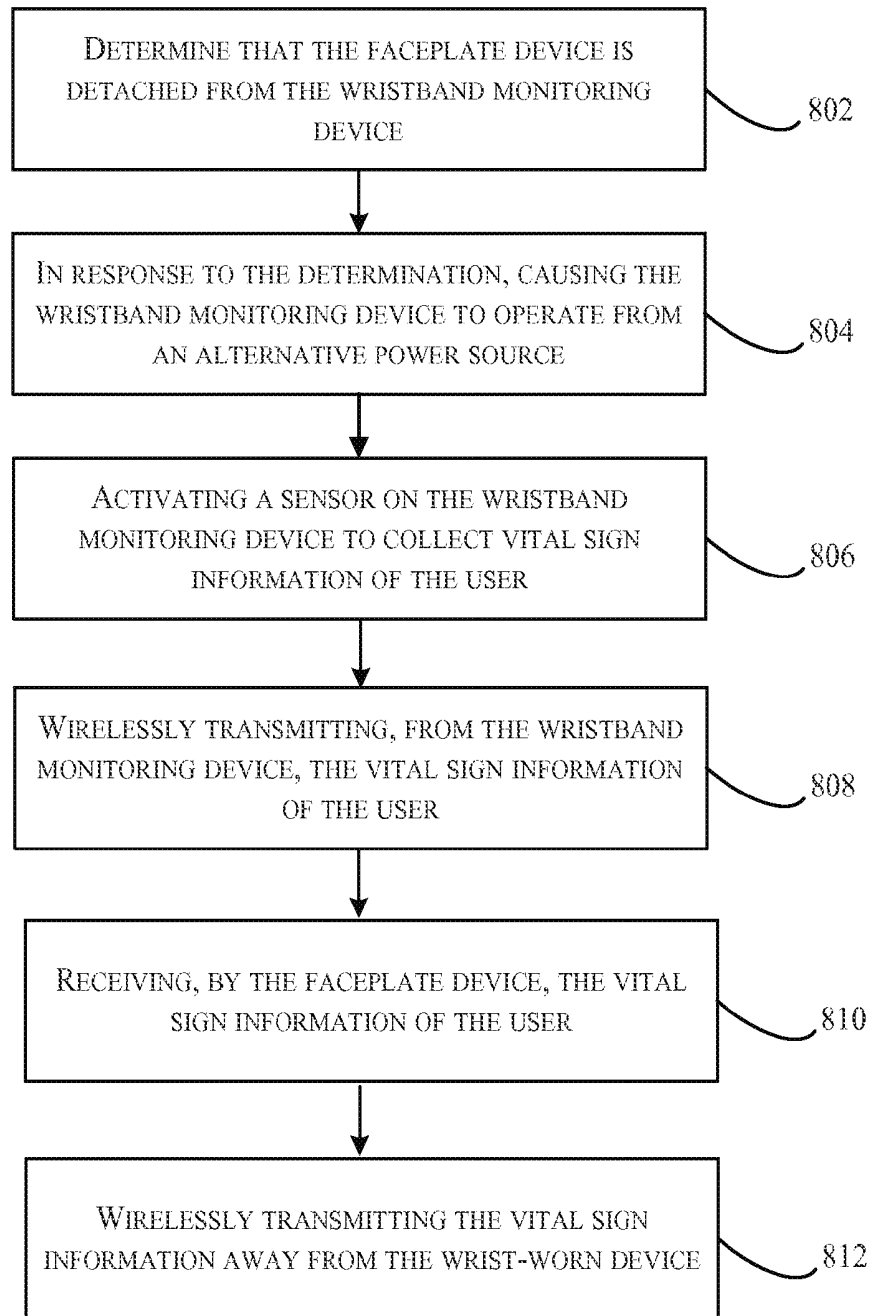 DETERMINE THAT THE FACEPLATE DEVICE IS
DETACHED FROM THE WRISTBAND MONITORING
DEVICE
802
IN RESPONSE TO THE DETERMINATION, CAUSING THE
WRISTBAND MONITORING DEVICE TO OPERATE FROM
AN ALTERNATIVE POWER SOURCE
804
ACTIVATING A SENSOR ON THE WRISTBAND
MONITORING DEVICE TO COLLECT VITAL SIGN
INFORMATION OF THE USER
806
WIRELESSLY TRANSMITTING, FROM THE WRISTBAND
MONITORING DEVICE, THE VITAL SIGN INFORMATION
OF THE USER
808
RECEIVING, BY THE FACEPLATE DEVICE, THE VITAL
SIGN INFORMATION OF THE USER
810
WIRELESSLY TRANSMITTING THE VITAL SIGN
INFORMATION AWAY FROM THE WRIST-WORN DEVICE
812